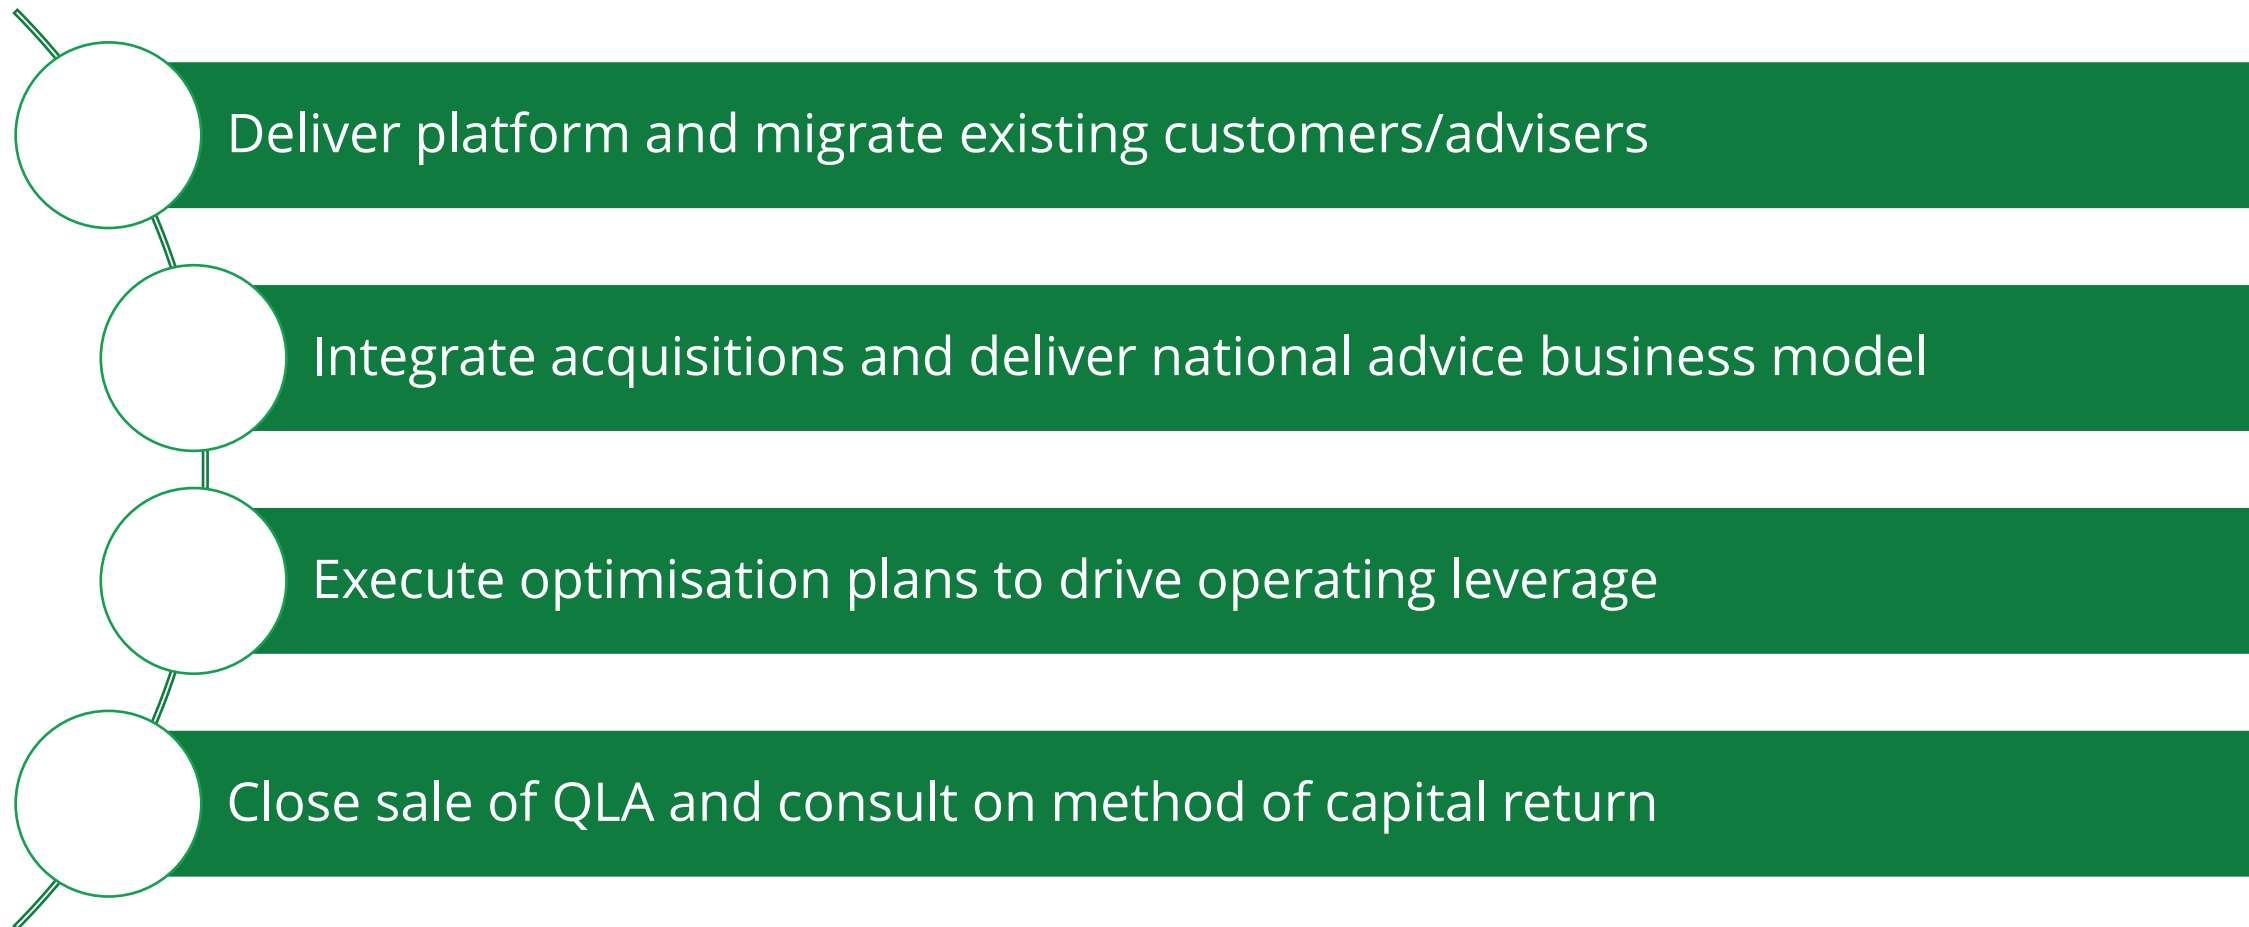 Deliver platform and migrate existing customers/advisers
Integrate acquisitions and deliver national advice business model
Execute optimisation plans to drive operating leverage
Close sale of QLA and consult on method of capital return